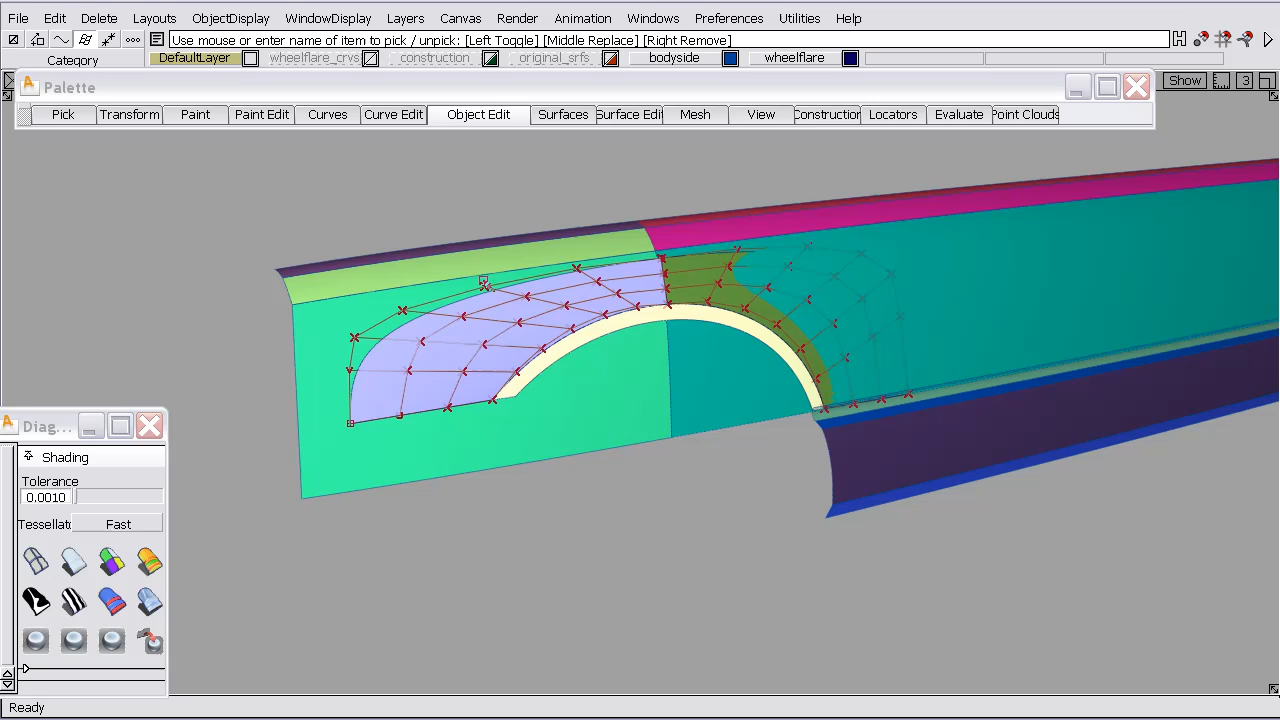 File Edit Delete Layouts ObjectDisplay WindowDisplay Layers Canvas Render Animation Windows Preferences Utilities Help
Use mouse or enter name of item to pick / unpick: [Left Toggle] [Middle Replace] [Right Remove]
Category DefaultLayer wheelflare_crvs construction original_srfs bodyside wheelflare
Palette Show 3
Pick Transform Paint Paint Edit Curves Curve Edit Object Edit Surfaces Surface Edit Mesh View Construction Locators Evaluate Point Clouds
Diag...
Shading
Tolerance
0.0010
Tessellat Fast
Ready